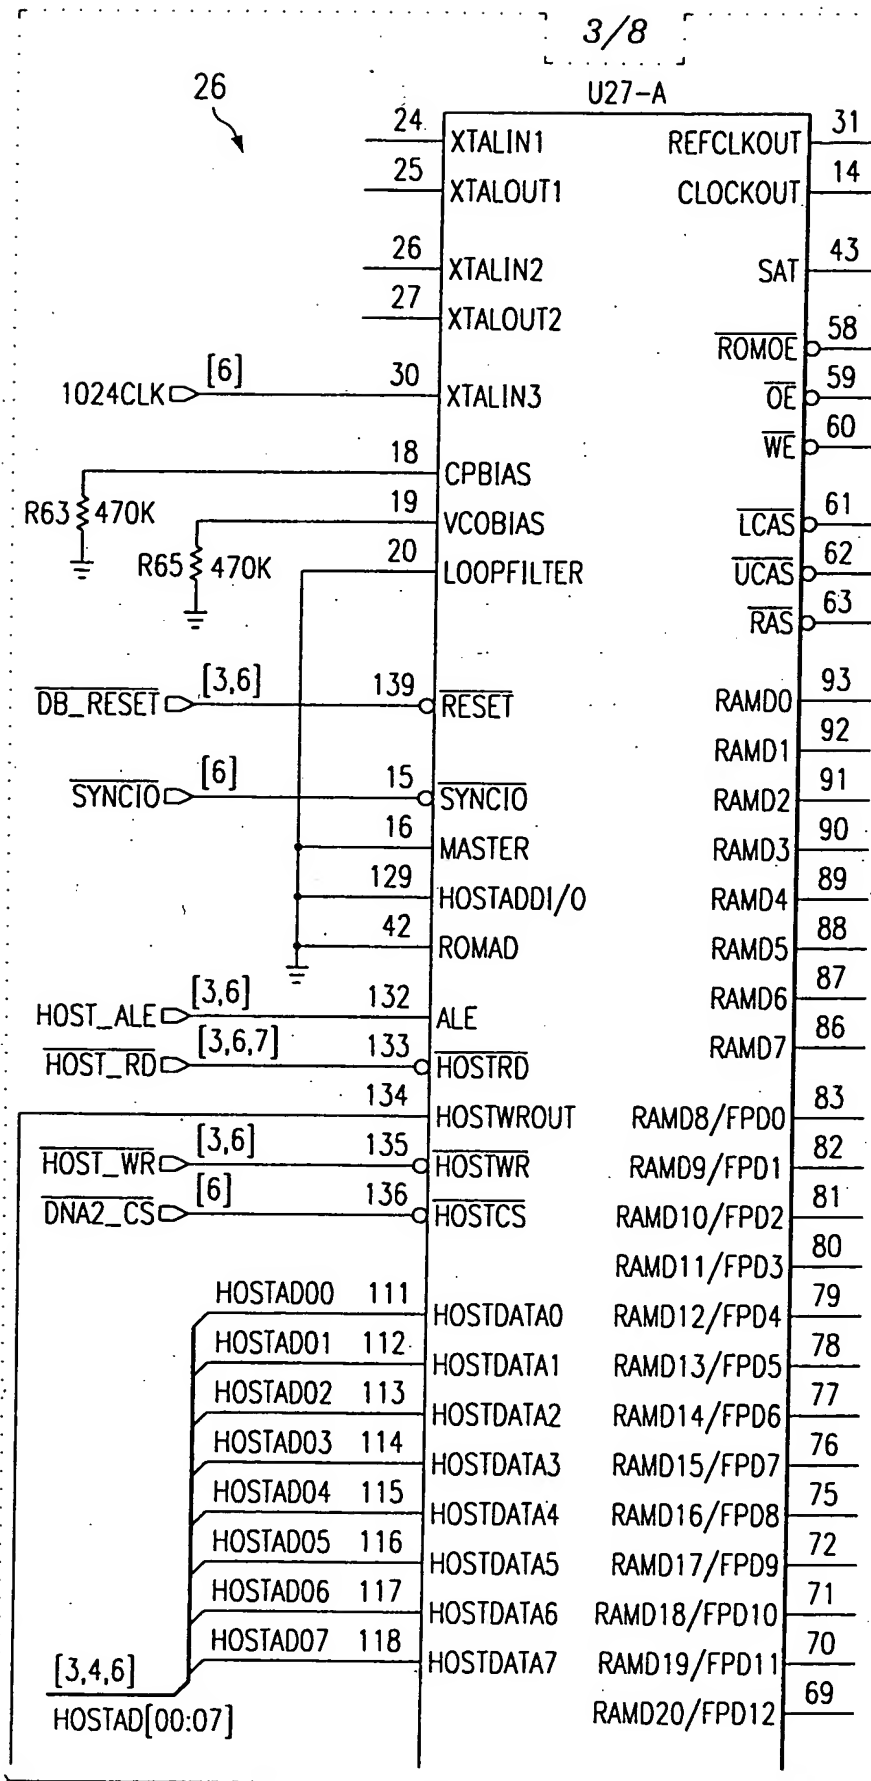 3/8
26
U27-A
24 XTALIN1 REFCLKOUT 31
25 XTALOUT1 CLOCKOUT 14
26 XTALIN2 SAT 43
27 XTALOUT2
ROMOE 58
1024CLK [6] 30 XTALIN3 OE 59
WE 60
18 CPBIAS
R63 470K 19 VCOBIAS LCAS 61
R65 470K 20 LOOPFILTER UCAS 62
RAS 63
DB_RESET [3,6] 139 RESET RAMD0 93
RAMD1 92
SYNCIO [6] 15 SYNCIO RAMD2 91
16 MASTER RAMD3 90
129 HOSTADDI/O RAMD4 89
42 ROMAD RAMD5 88
RAMD6 87
HOST_ALE [3,6] 132 ALE
RAMD7 86
HOST_RD [3,6,7] 133 HOSTRD
134 HOSTWROUT RAMD8/FPD0 83
HOST_WR [3,6] 135 HOSTWR RAMD9/FPD1 82
DNA2_CS [6] 136 HOSTCS RAMD10/FPD2 81
RAMD11/FPD3 80
HOSTAD00 111 HOSTDATA0 RAMD12/FPD4 79
HOSTAD01 112 HOSTDATA1 RAMD13/FPD5 78
HOSTAD02 113 HOSTDATA2 RAMD14/FPD6 77
HOSTAD03 114 HOSTDATA3 RAMD15/FPD7 76
HOSTAD04 115 HOSTDATA4 RAMD16/FPD8 75
HOSTAD05 116 HOSTDATA5 RAMD17/FPD9 72
HOSTAD06 117 HOSTDATA6 RAMD18/FPD10 71
HOSTAD07 118 HOSTDATA7 RAMD19/FPD11 70
[3,4,6]
HOSTAD[00:07] RAMD20/FPD12 69